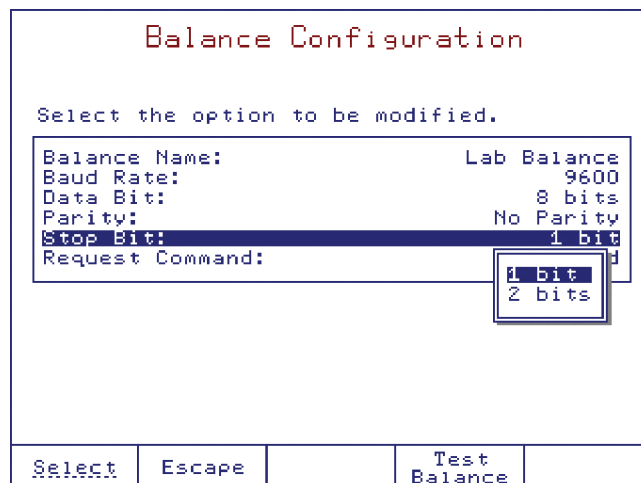 Balance Configuration
Select the option to be modified.
Balance Name: Lab Balance
Baud Rate: 9600
Data Bit: 8 bits
Parity: No Parity
Stop Bit: 1 bit
Request Command:
1 bit
2 bits
Select Escape Test Balance